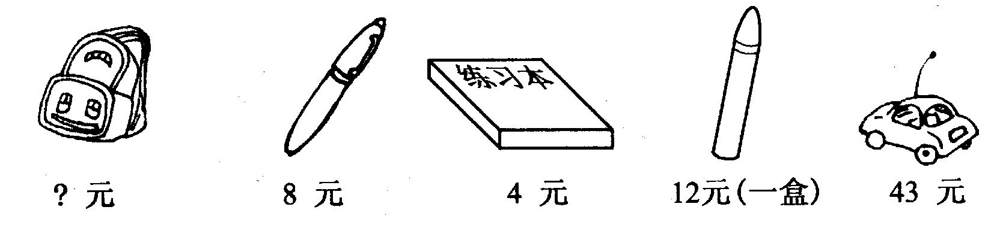 练习本
? 元
8 元
4 元
12元(一盒)
43 元